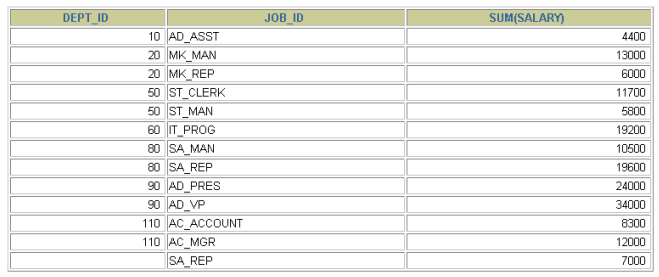 DEPT_ID JOB_ID SUM(SALARY)
10 AD_ASST 4400
20 MK_MAN 13000
20 MK_REP 6000
50 ST_CLERK 11700
50 ST_MAN 5800
60 IT_PROG 19200
80 SA_MAN 10500
80 SA_REP 19600
90 AD_PRES 24000
90 AD_VP 34000
110 AC_ACCOUNT 8300
110 AC_MGR 12000
SA_REP 7000